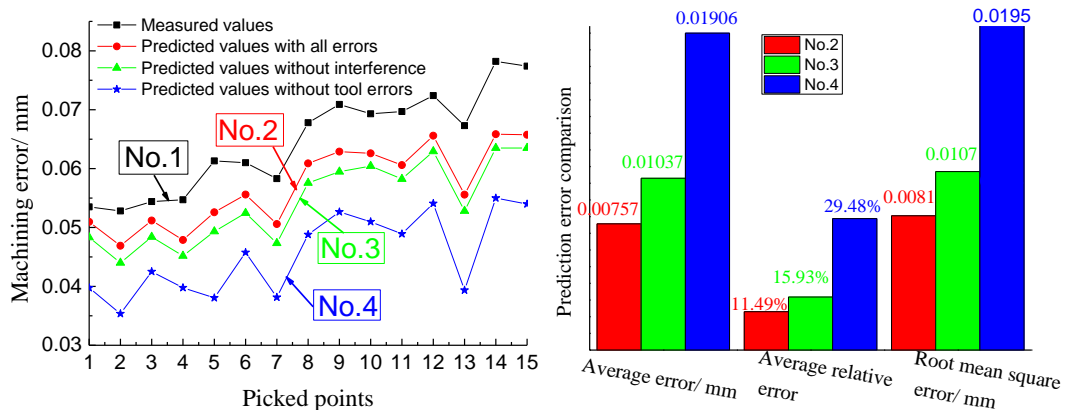 Measured values
Predicted values with all errors
Predicted values without interference
Predicted values without tool errors
No.1
No.2
No.3
No.4
0.08
0.07
0.06
0.05
0.04
0.03
Machining error/ mm
1 2 3 4 5 6 7 8 9 10 11 12 13 14 15
Picked points
Prediction error comparison
No.2
No.3
No.4
0.00757
0.01037
0.01906
11.49%
15.93%
29.48%
0.0081
0.0107
0.0195
Average error/ mm
Average relative
error
Root mean square
error/ mm